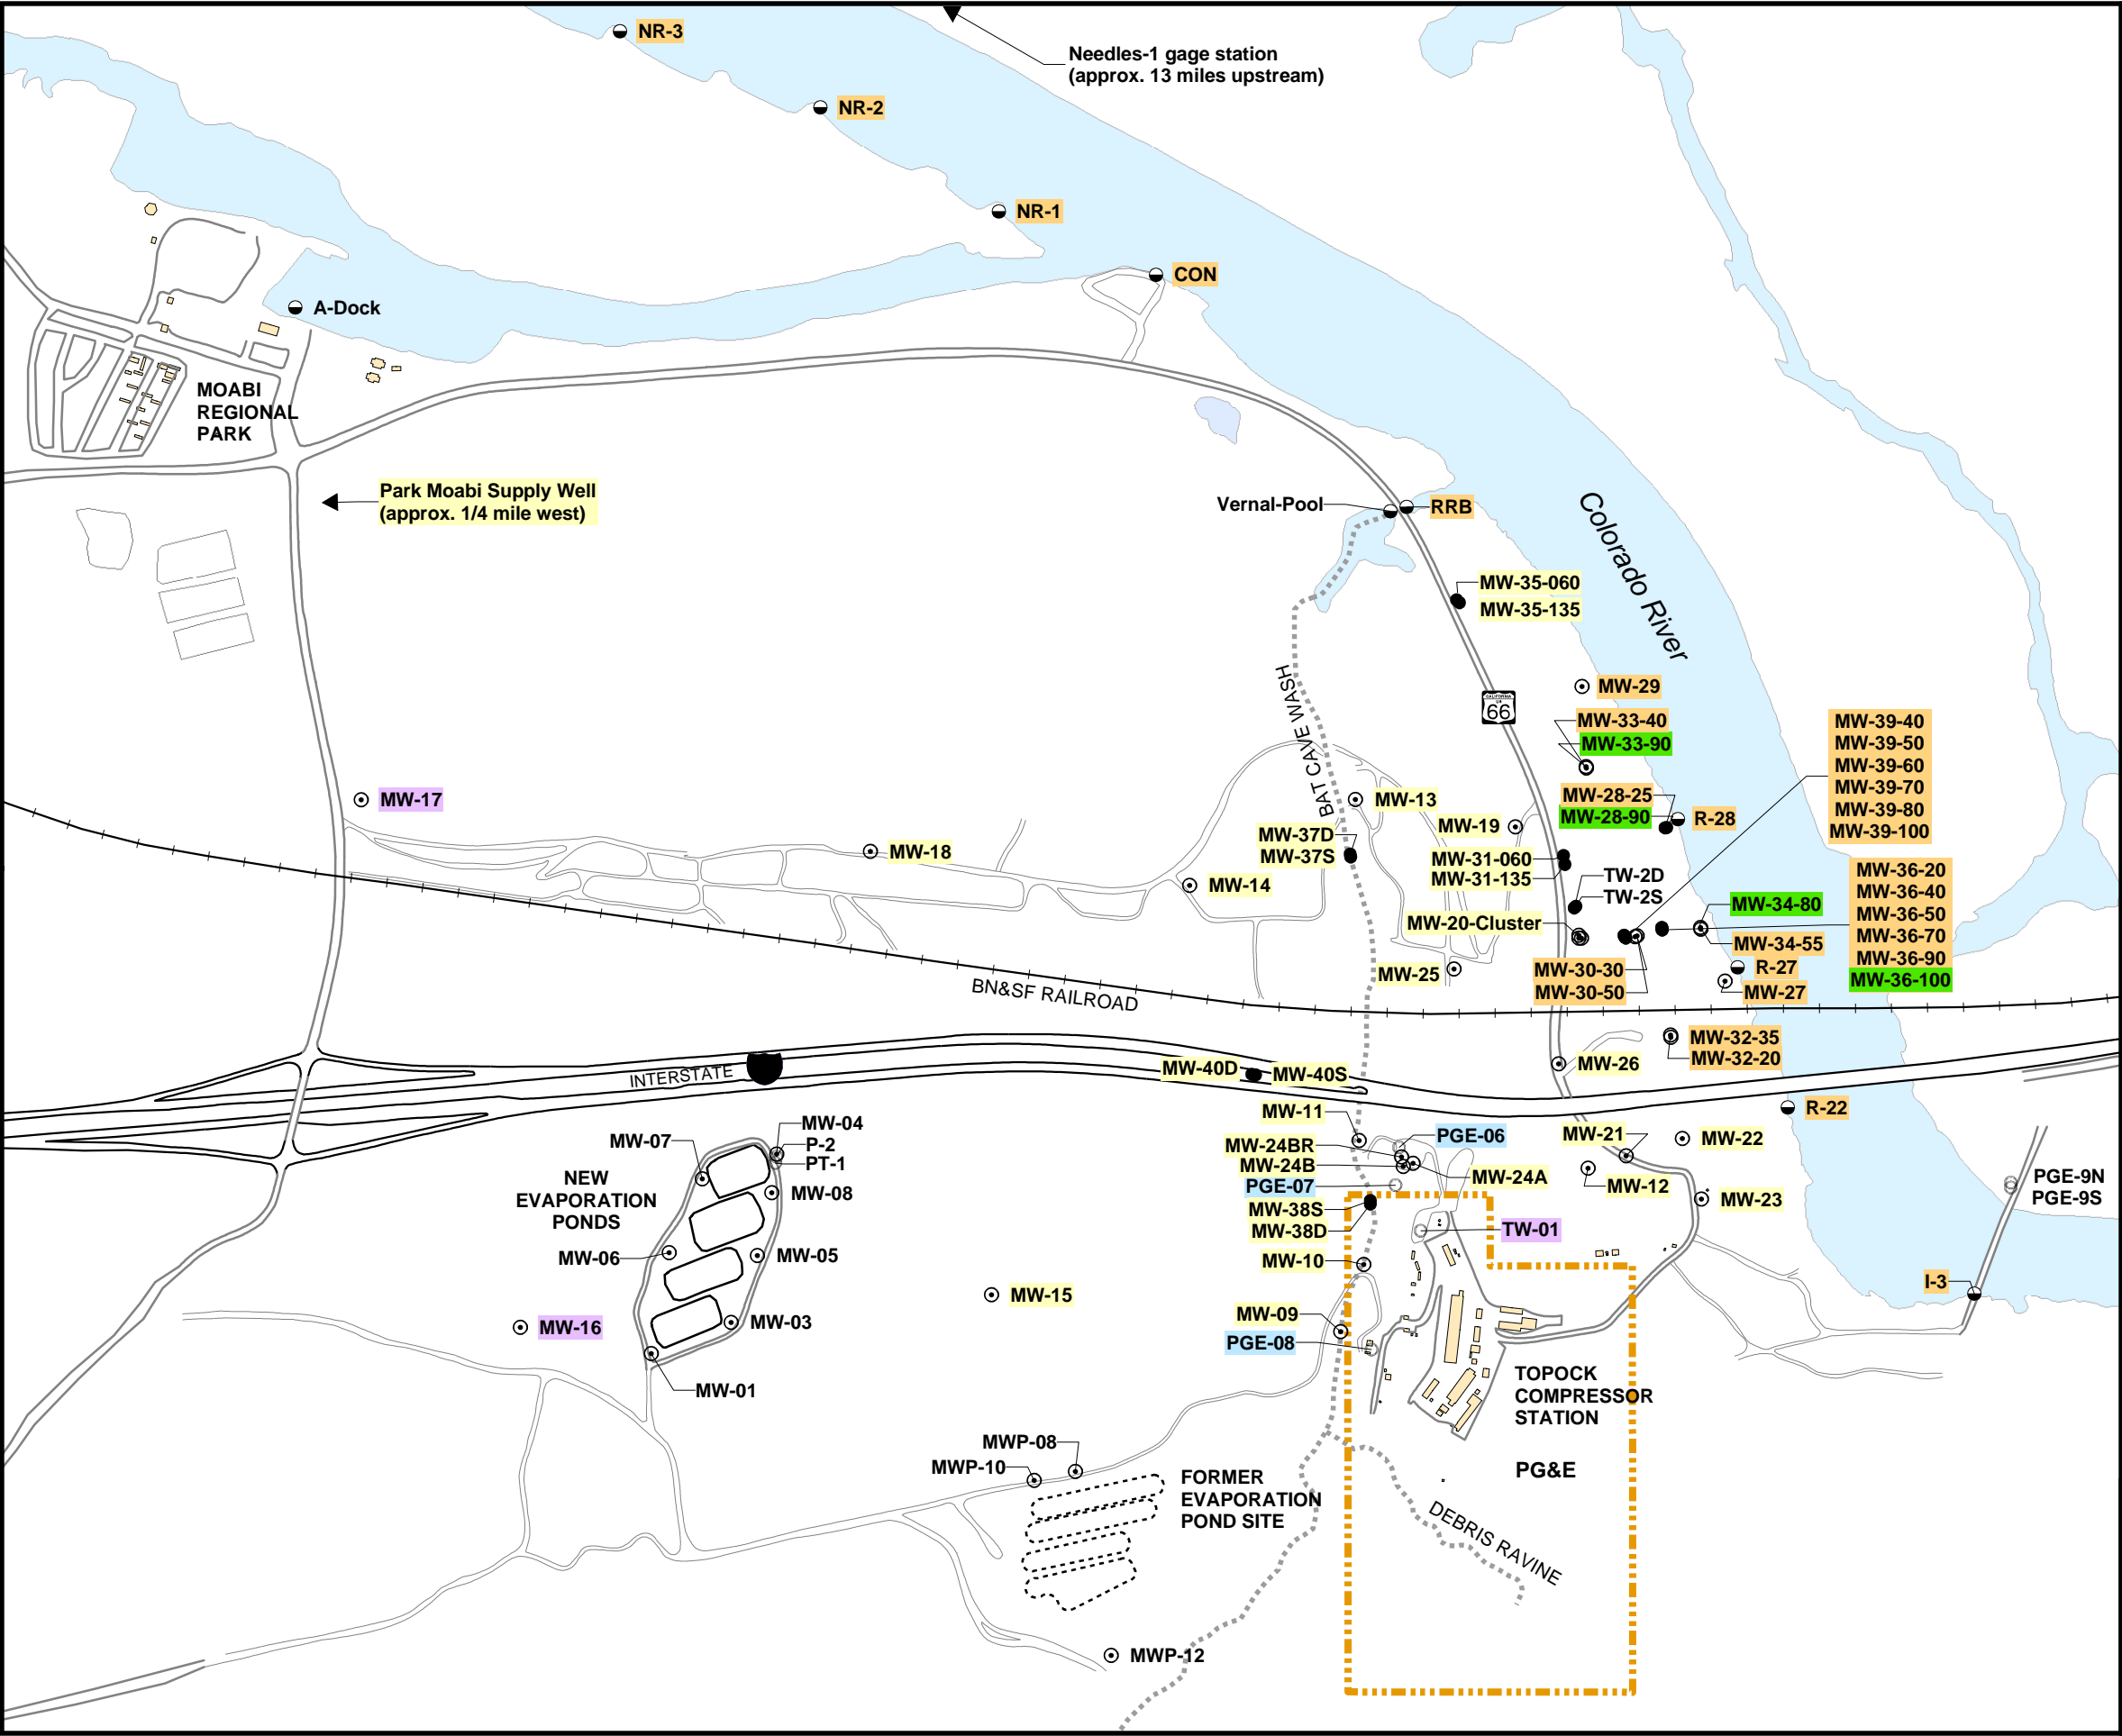 NR-3
Needles-1 gage station
(approx. 13 miles upstream)
NR-2
NR-1
CON
A-Dock
MOABI
REGIONAL
PARK
Park Moabi Supply Well
(approx. 1/4 mile west)
Vernal-Pool
RRB
Colorado River
MW-35-060
MW-35-135
BAT CAVE WASH
MW-29
CALIFORNIA
US
66
MW-33-40
MW-33-90
MW-39-40
MW-39-50
MW-39-60
MW-39-70
MW-39-80
MW-39-100
MW-28-25
MW-28-90
R-28
MW-17
MW-13
MW-19
MW-18
MW-37D
MW-37S
MW-14
MW-31-060
MW-31-135
TW-2D
TW-2S
MW-36-20
MW-36-40
MW-36-50
MW-36-70
MW-36-90
MW-36-100
MW-34-80
MW-34-55
MW-20-Cluster
MW-25
MW-30-30
MW-30-50
R-27
MW-27
BN&SF RAILROAD
MW-32-35
MW-32-20
MW-26
INTERSTATE
MW-40D
MW-40S
R-22
MW-11
MW-24BR
MW-24B
PGE-06
PGE-07
MW-24A
MW-38S
MW-38D
TW-01
MW-10
MW-21
MW-22
MW-12
MW-23
PGE-9N
PGE-9S
I-3
MW-04
P-2
PT-1
MW-07
NEW
EVAPORATION
PONDS
MW-08
MW-06
MW-05
MW-03
MW-16
MW-01
MW-15
MW-09
PGE-08
TOPOCK
COMPRESSOR
STATION
PG&E
MWP-08
MWP-10
FORMER
EVAPORATION
POND SITE
DEBRIS RAVINE
MWP-12